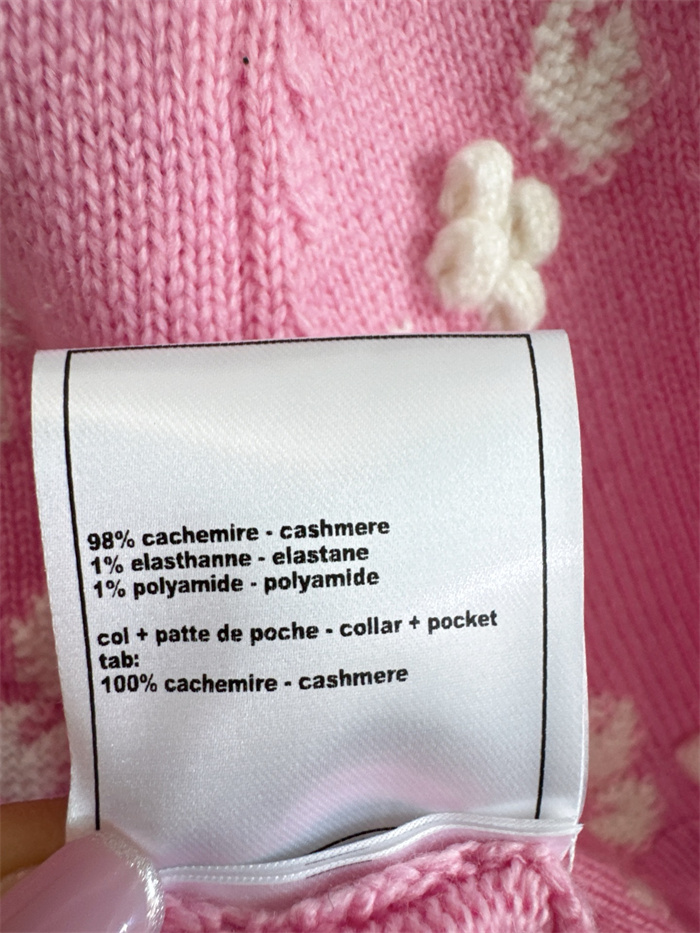 98% cachemire - cashmere
1% elasthanne - elastane
1% polyamide - polyamide
col + patte de poche - collar + pocket
tab:
100% cachemire - cashmere